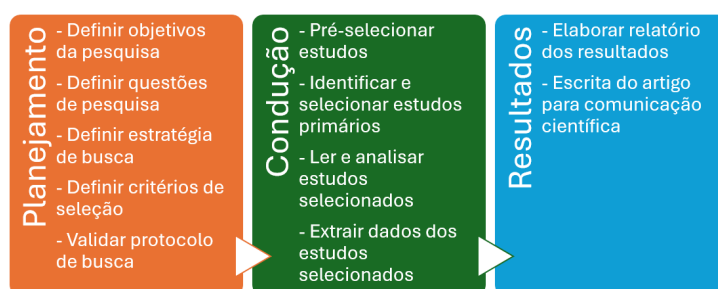 Planejamento
- Definir objetivos
da pesquisa
- Definir questões
de pesquisa
- Definir estratégia
de busca
- Definir critérios de
seleção
- Validar protocolo
de busca
Condução
- Pré-selecionar
estudos
- Identificar e
selecionar estudos
primários
- Ler e analisar
estudos
selecionados
- Extrair dados dos
estudos
selecionados
Resultados
- Elaborar relatório
dos resultados
- Escrita do artigo
para comunicação
científica